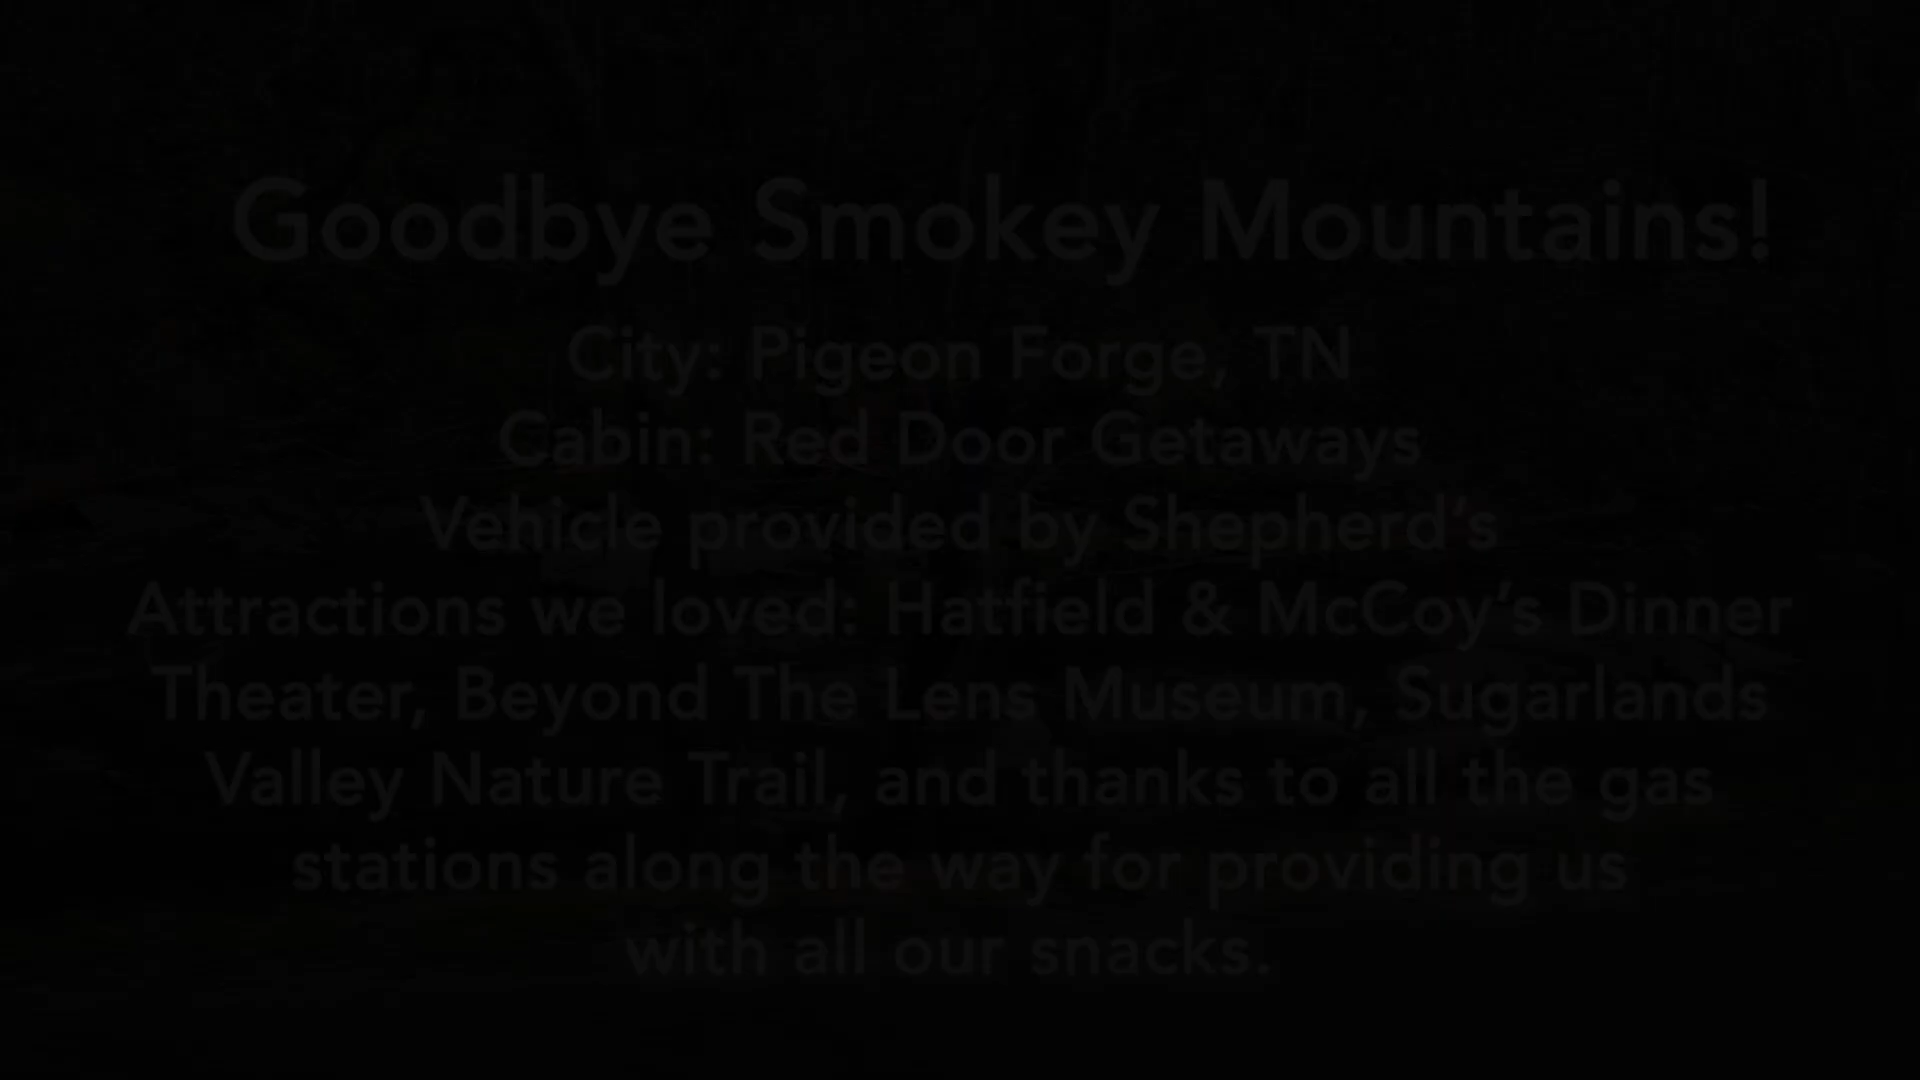 Goodbye Smokey Mountains!
City: Pigeon Forge, TN
Cabin: Red Door Getaways
Vehicle provided by Shepherd’s
Attractions we loved: Hatfield & McCoy’s Dinner
Theater, Beyond The Lens Museum, Sugarlands
Valley Nature Trail, and thanks to all the gas
stations along the way for providing us
with all our snacks.